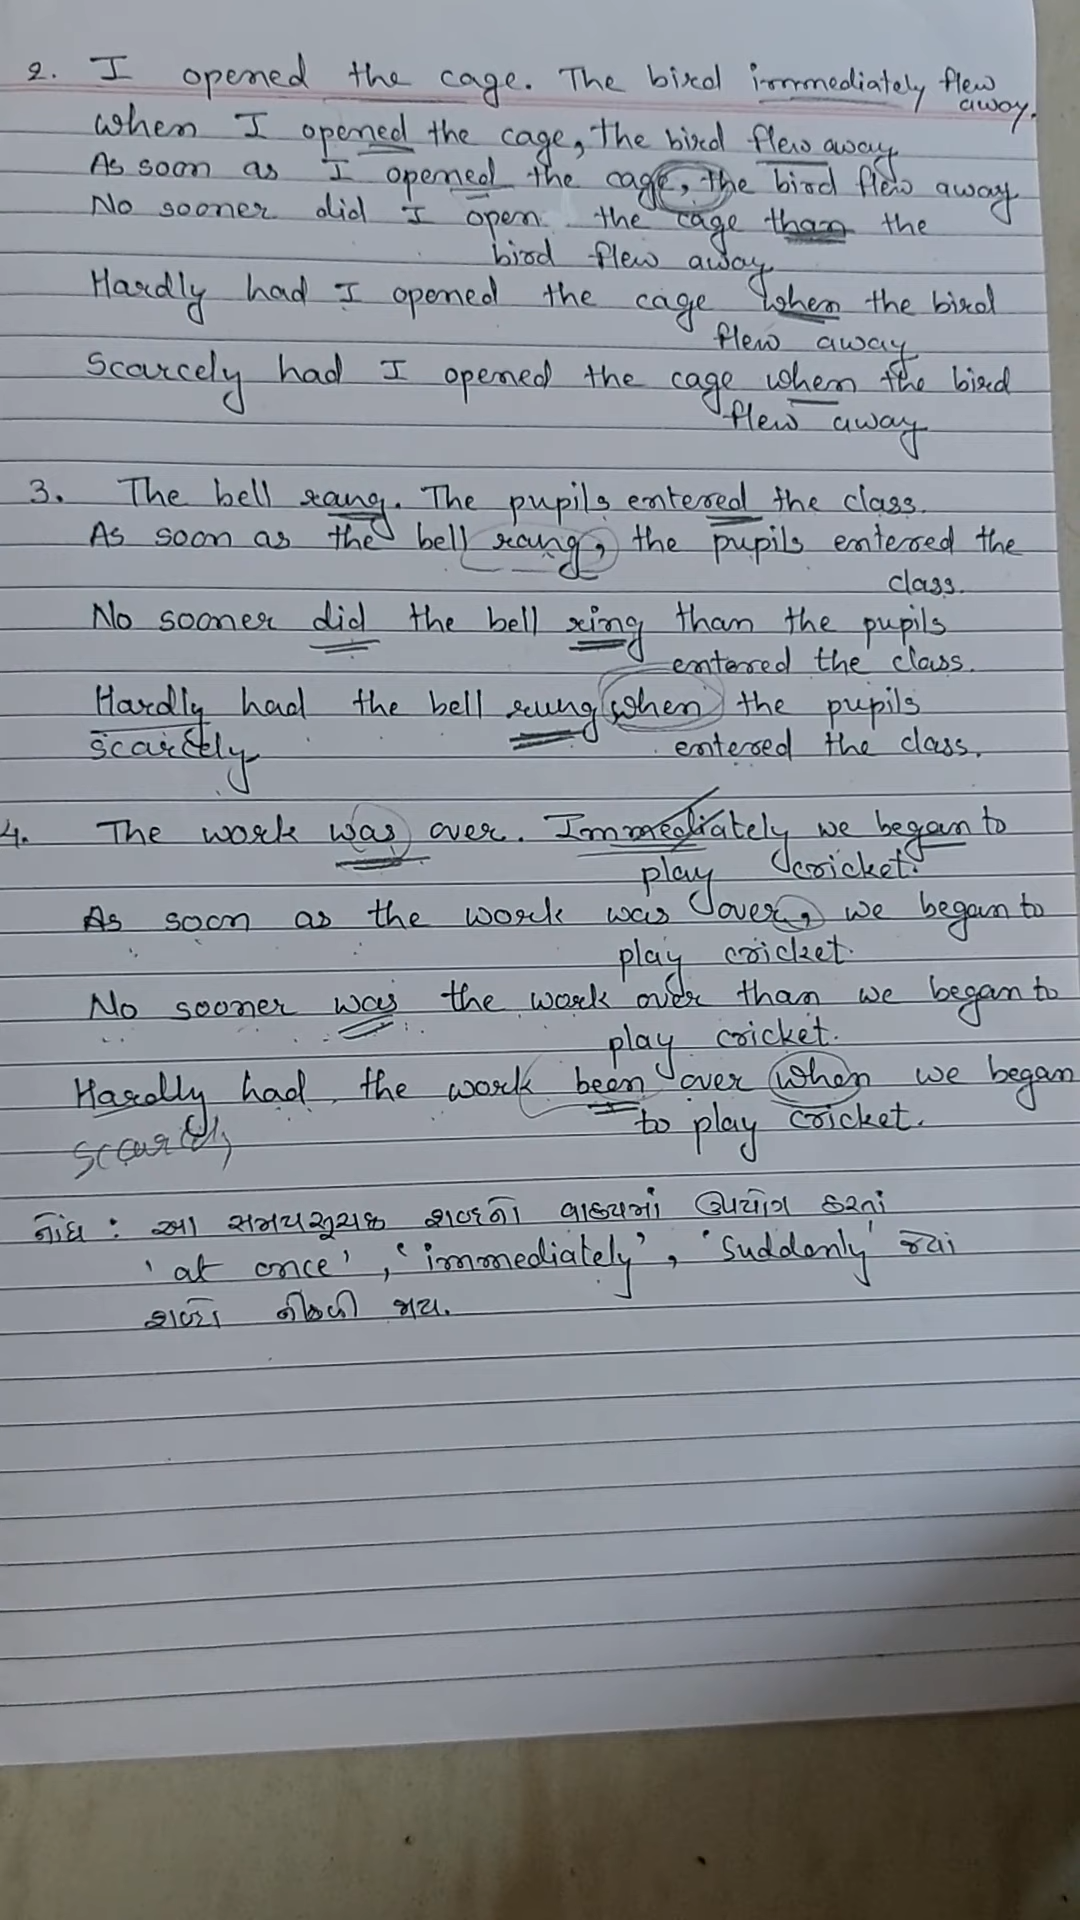 2. I opened the cage. The bird immediately flew
away.
when I opened the cage, the bird flew away
As soon as I opened the cage, the bird flew away
No sooner did I open the cage than the
bird flew away
Hardly had I opened the cage when the bird
flew away
Scarcely had I opened the cage when the bird
flew away
3. The bell rang. The pupils entered the class.
As soon as the bell rang, the pupils entered the
class.
No sooner did the bell ring than the pupils
entered the class.
Hardly had the bell rung when the pupils
Scarcely entered the class.
4. The work was over. Immediately we began to
play cricket.
As soon as the work was over, we began to
play cricket.
No sooner was the work over than we began to
play cricket.
Hardly had the work been over when we began
Scarcely to play cricket.
નોંધ : આ સમયસૂચક શબ્દનો વાક્યમાં ઉપયોગ કરતાં
'at once', 'immediately', 'suddenly' જેવાં
શબ્દો નીકળી જાય.